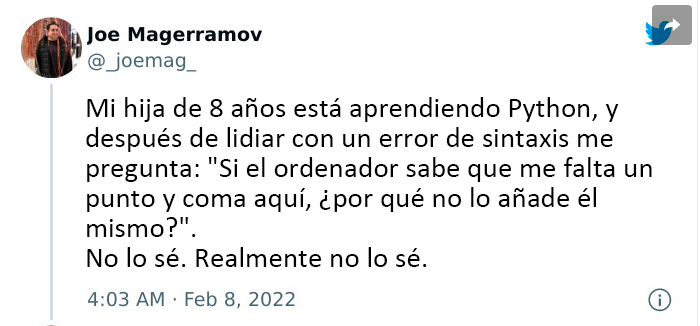 Joe Magerramov
@_joemag_
Mi hija de 8 años está aprendiendo Python, y
después de lidiar con un error de sintaxis me
pregunta: "Si el ordenador sabe que me falta un
punto y coma aquí, ¿por qué no lo añade él
mismo?".
No lo sé. Realmente no lo sé.
4:03 AM · Feb 8, 2022